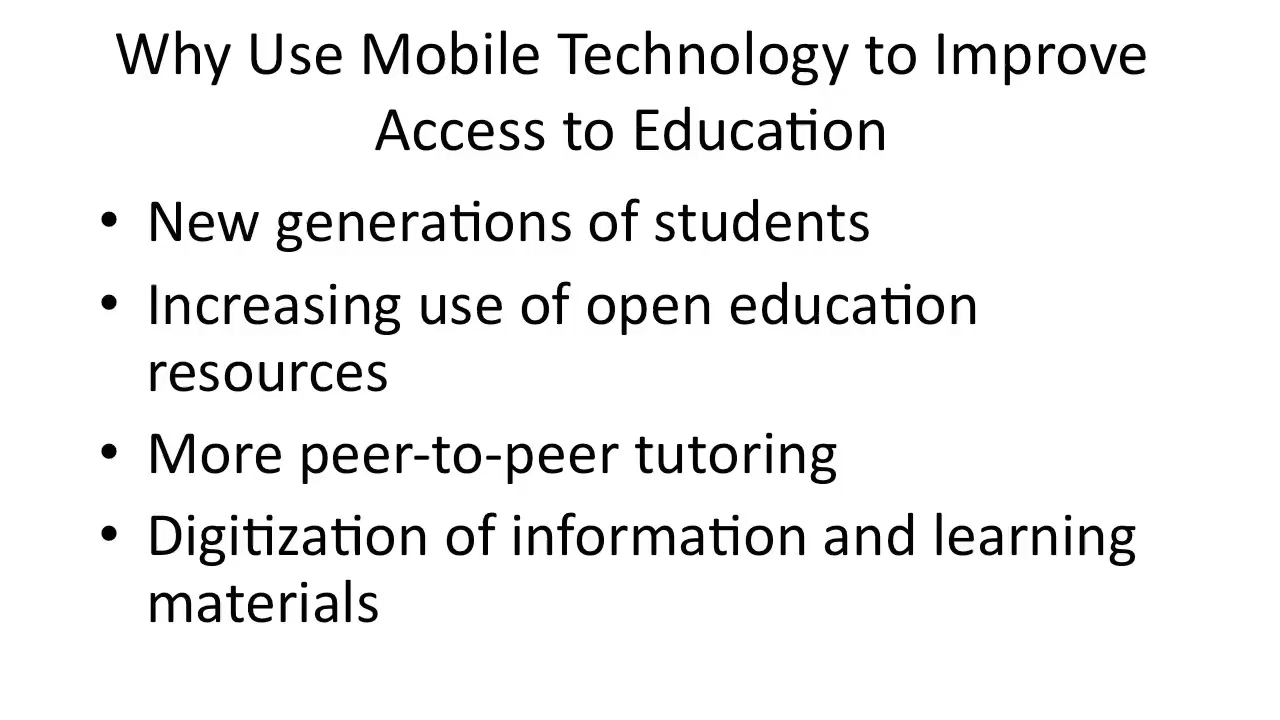 Why Use Mobile Technology to Improve
Access to Education
• New generations of students
• Increasing use of open education
resources
• More peer-to-peer tutoring
• Digitization of information and learning
materials